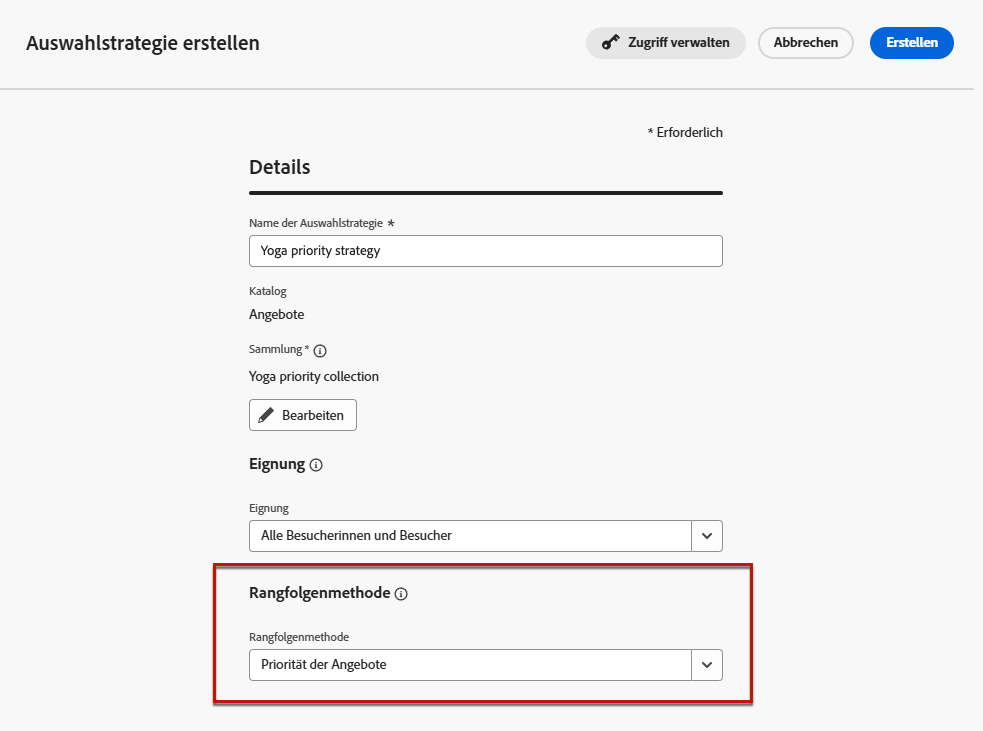 Auswahlstrategie erstellen
Zugriff verwalten
Abbrechen
Erstellen
* Erforderlich
Details
Name der Auswahlstrategie *
Yoga priority strategy
Katalog
Angebote
Sammlung *
Yoga priority collection
Bearbeiten
Eignung
Eignung
Alle Besucherinnen und Besucher
Rangfolgenmethode
Rangfolgenmethode
Priorität der Angebote